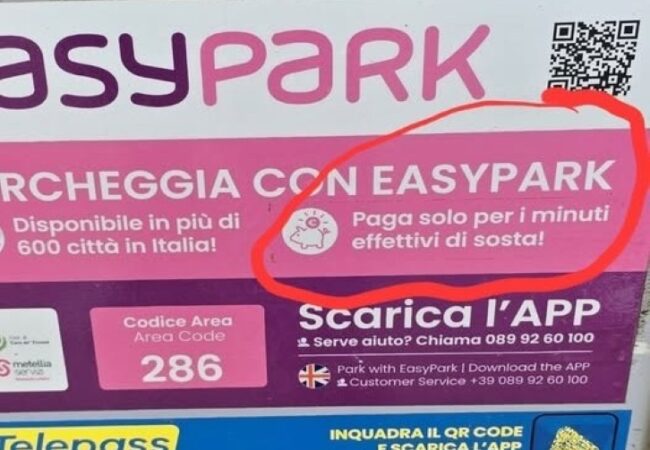 asypark
RCHEGGIA CON EASYPARK
Disponibile in più di
600 città in Italia!
Paga solo per i minuti
effettivi di sosta!
Codice Area
Area Code
286
metellia
servizi
Scarica l'APP
Serve aiuto? Chiama 089 92 60 100
Park with EasyPark | Download the APP
Customer Service +39 089 92 60 100
Telepass
INQUADRA IL QR CODE
E SCARICA L'APP